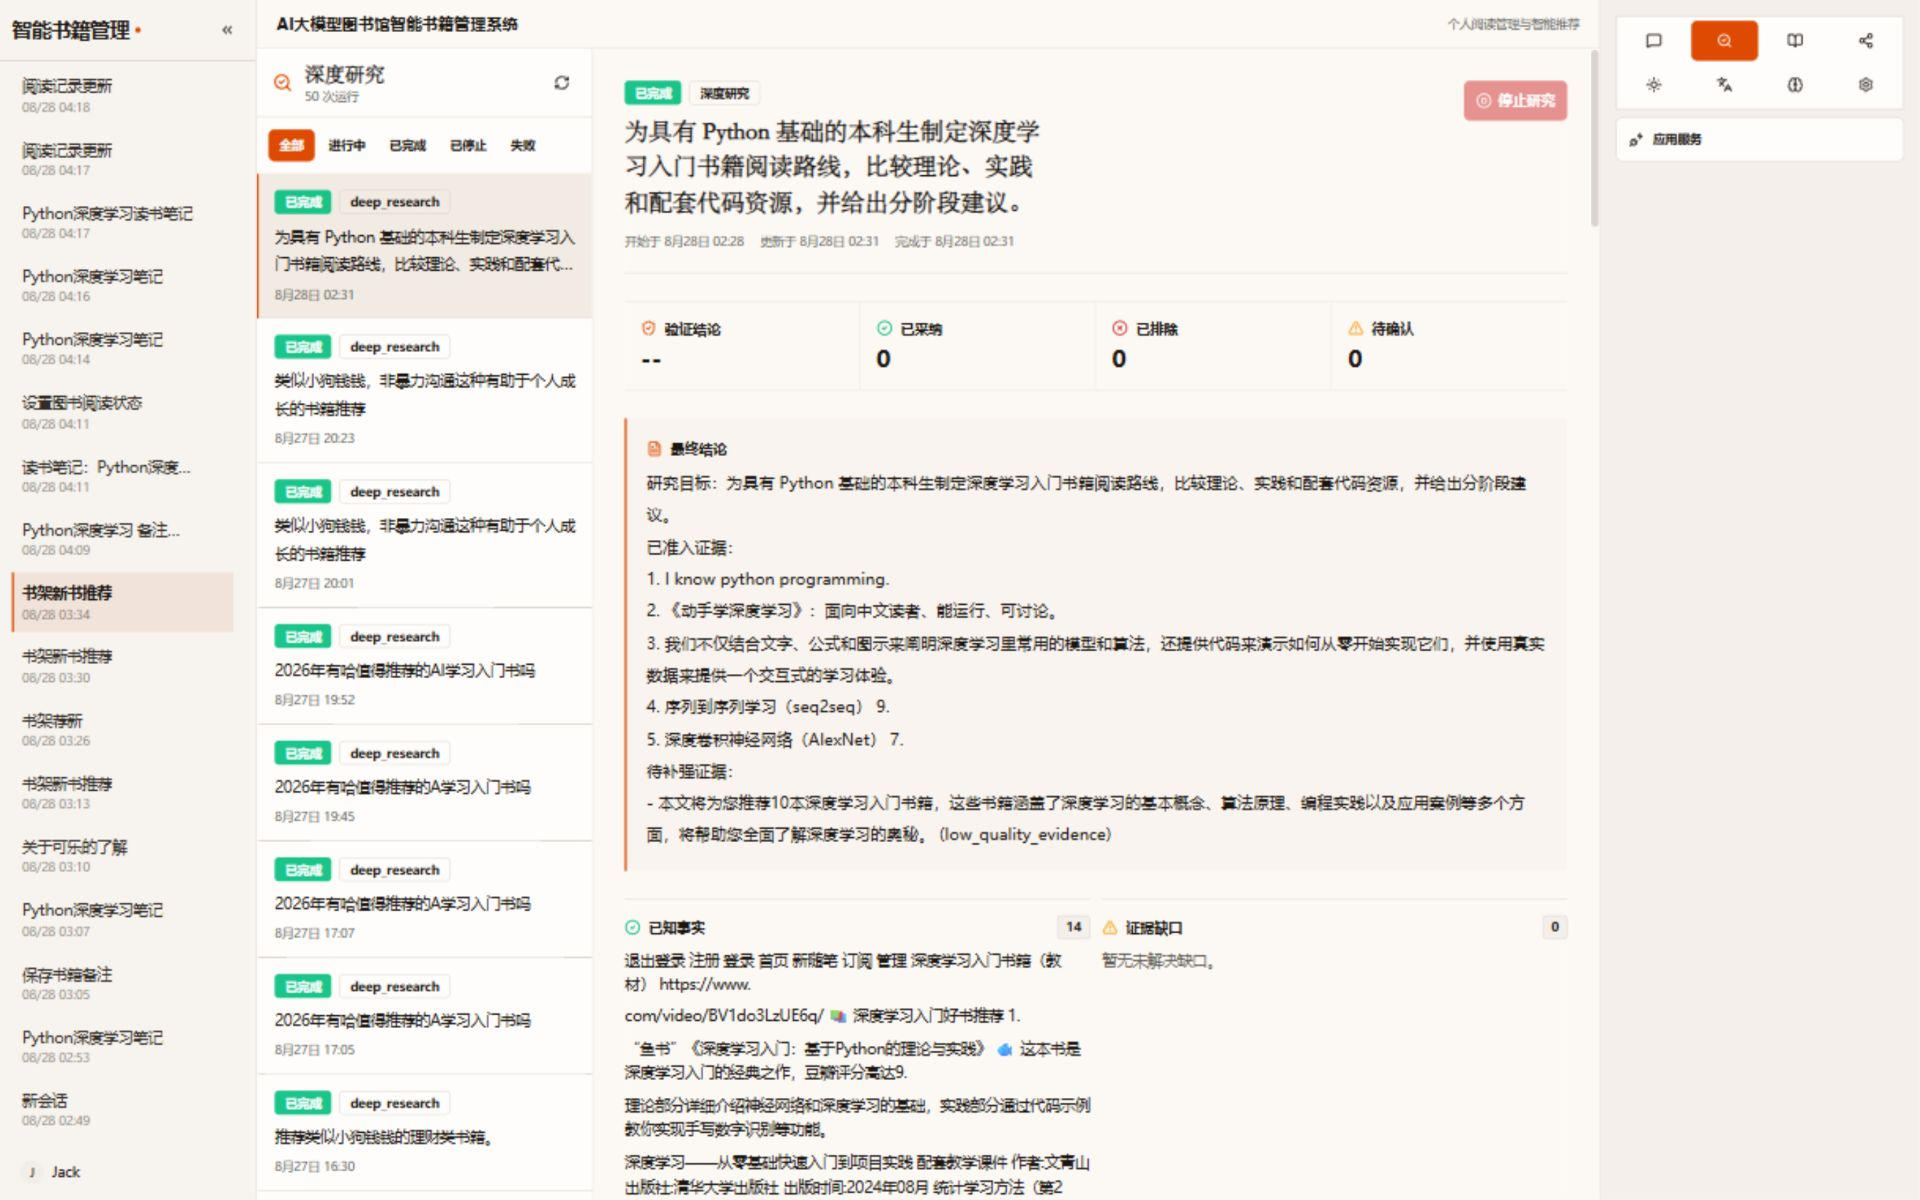 智能书籍管理
«
阅读记录更新
08/28 04:18
阅读记录更新
08/28 04:17
Python深度学习读书笔记
08/28 04:17
Python深度学习笔记
08/28 04:16
Python深度学习笔记
08/28 04:14
设置图书阅读状态
08/28 04:11
读书笔记：Python深度...
08/28 04:11
Python深度学习 备注...
08/28 04:09
书架新书推荐
08/28 03:34
书架新书推荐
08/28 03:30
书架荐新
08/28 03:26
书架新书推荐
08/28 03:13
关于可乐的了解
08/28 03:10
Python深度学习笔记
08/28 03:07
保存书籍备注
08/28 03:05
Python深度学习笔记
08/28 02:53
新会话
08/28 02:49
J Jack
AI大模型图书馆智能书籍管理系统
个人阅读管理与智能推荐
深度研究
50 次运行
全部 进行中 已完成 已停止 失败
已完成 deep_research
为具有 Python 基础的本科生制定深度学习入
门书籍阅读路线，比较理论、实践和配套代...
8月28日 02:31
已完成 deep_research
类似小狗钱钱，非暴力沟通这种有助于个人成
长的书籍推荐
8月27日 20:23
已完成 deep_research
类似小狗钱钱，非暴力沟通这种有助于个人成
长的书籍推荐
8月27日 20:01
已完成 deep_research
2026年有哈值得推荐的AI学习入门书吗
8月27日 19:52
已完成 deep_research
2026年有哈值得推荐的A学习入门书吗
8月27日 19:45
已完成 deep_research
2026年有哈值得推荐的A学习入门书吗
8月27日 17:07
已完成 deep_research
2026年有哈值得推荐的A学习入门书吗
8月27日 17:05
已完成 deep_research
推荐类似小狗钱钱的理财类书籍。
8月27日 16:30
已完成 深度研究
停止研究
为具有 Python 基础的本科生制定深度学
习入门书籍阅读路线，比较理论、实践
和配套代码资源，并给出分阶段建议。
开始于 8月28日 02:28 更新于 8月28日 02:31 完成于 8月28日 02:31
验证结论
--
已采纳
0
已排除
0
待确认
0
最终结论
研究目标：为具有 Python 基础的本科生制定深度学习入门书籍阅读路线，比较理论、实践和配套代码资源，并给出分阶段建
议。
已准入证据：
1. I know python programming.
2. 《动手学深度学习》：面向中文读者、能运行、可讨论。
3. 我们不仅结合文字、公式和图示来阐明深度学习里常用的模型和算法，还提供代码来演示如何从零开始实现它们，并使用真实
数据来提供一个交互式的学习体验。
4. 序列到序列学习（seq2seq） 9.
5. 深度卷积神经网络（AlexNet） 7.
待补强证据：
- 本文将为您推荐10本深度学习入门书籍，这些书籍涵盖了深度学习的基本概念、算法原理、编程实践以及应用案例等多个方
面，将帮助您全面了解深度学习的奥秘。 (low_quality_evidence)
已知事实 14
退出登录 注册 登录 首页 新随笔 订阅 管理 深度学习入门书籍（教
材） https://www.
com/video/BV1do3LzUE6q/ 深度学习入门好书推荐 1.
“鱼书” 《深度学习入门：基于Python的理论与实践》 这本书是
深度学习入门的经典之作，豆瓣评分高达9.
理论部分详细介绍神经网络和深度学习的基础，实践部分通过代码示例
教你实现手写数字识别等功能。
深度学习——从零基础快速入门到项目实践 配套教学课件 作者:文青山
出版社:清华大学出版社 出版时间:2024年08月 统计学习方法（第2
证据缺口 0
暂无未解决缺口。
应用服务